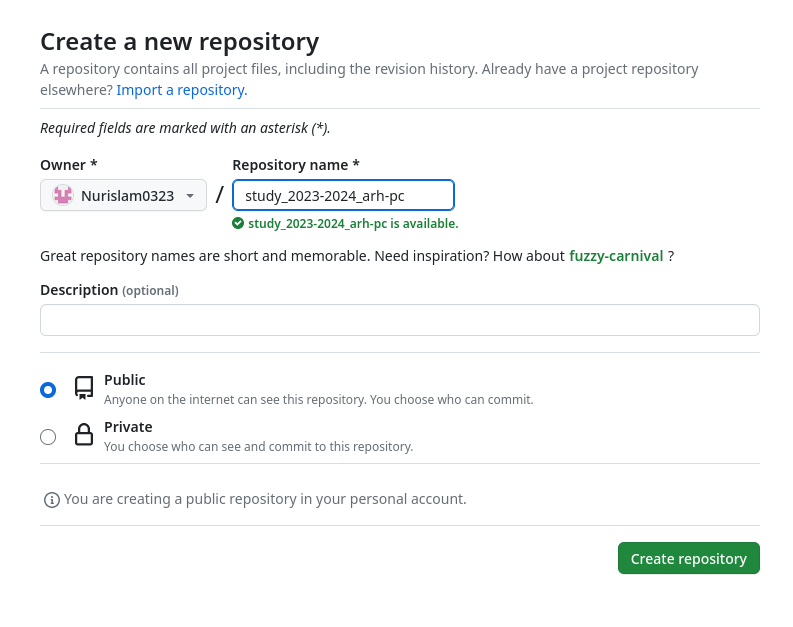 Create a new repository
A repository contains all project files, including the revision history. Already have a project repository
elsewhere? Import a repository.
Required fields are marked with an asterisk (*).
Owner *
Repository name *
Nurislam0323
/
study_2023-2024_arh-pc
study_2023-2024_arh-pc is available.
Great repository names are short and memorable. Need inspiration? How about fuzzy-carnival ?
Description (optional)
Public
Anyone on the internet can see this repository. You choose who can commit.
Private
You choose who can see and commit to this repository.
You are creating a public repository in your personal account.
Create repository